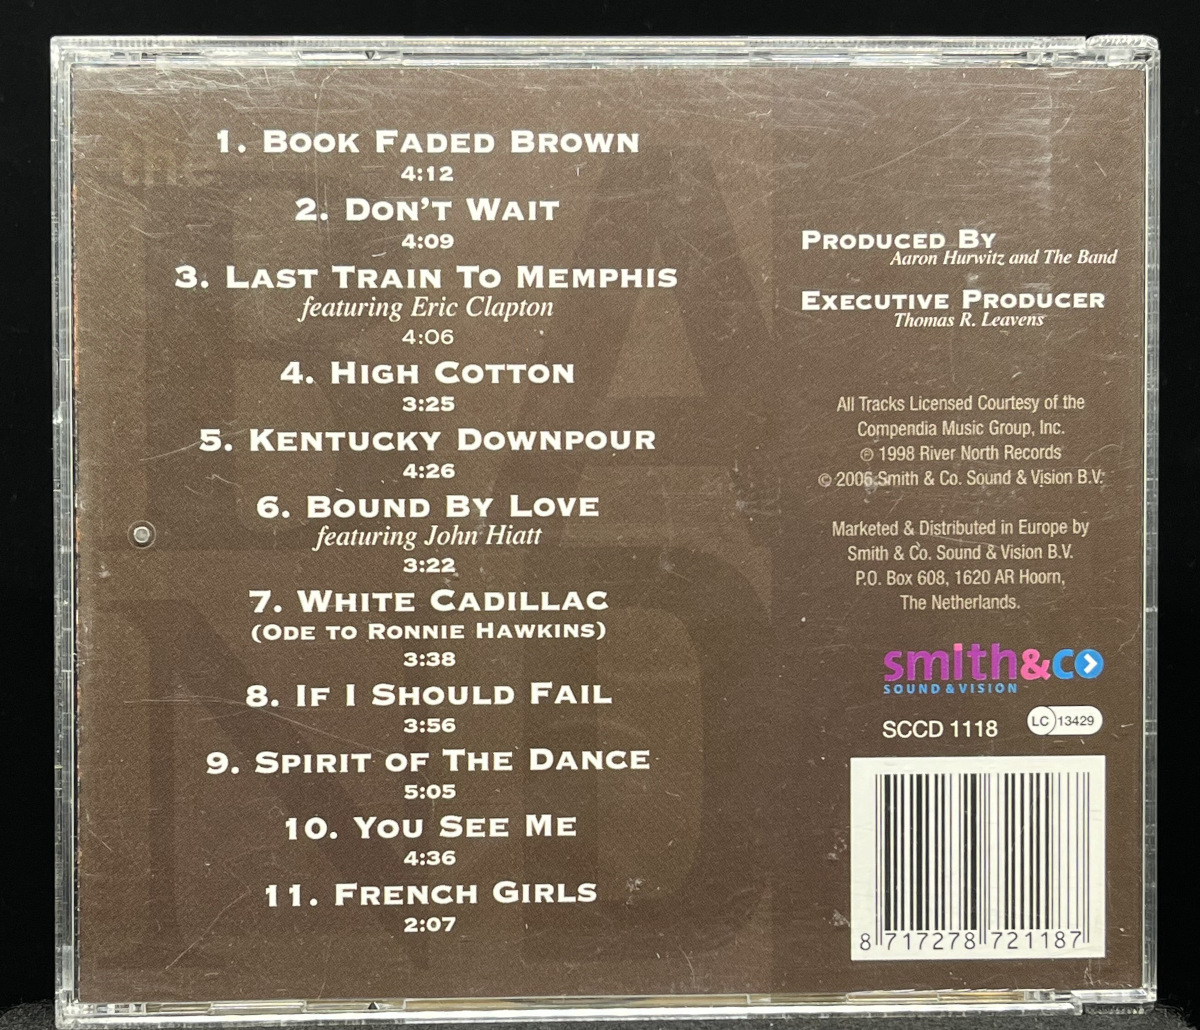 1. BOOK FADED BROWN
4:12
2. DON'T WAIT
4:09
3. LAST TRAIN TO MEMPHIS
featuring Eric Clapton
4:06
4. HIGH COTTON
3:25
5. KENTUCKY DOWNPOUR
4:26
6. BOUND BY LOVE
featuring John Hiatt
3:22
7. WHITE CADILLAC
(ODE TO RONNIE HAWKINS)
3:38
8. IF I SHOULD FAIL
3:56
9. SPIRIT OF THE DANCE
5:05
10. YOU SEE ME
4:36
11. FRENCH GIRLS
2:07
PRODUCED BY
Aaron Hurwitz and The Band
EXECUTIVE PRODUCER
Thomas R. Leavens
All Tracks Licensed Courtesy of the
Compendia Music Group, Inc.
℗ 1998 River North Records
© 2006 Smith & Co. Sound & Vision B.V.
Marketed & Distributed in Europe by
Smith & Co. Sound & Vision B.V.
P.O. Box 608, 1620 AR Hoorn,
The Netherlands.
smith&co
SOUND & VISION
SCCD 1118
LC 13429
8 717278 721187
the
BAND